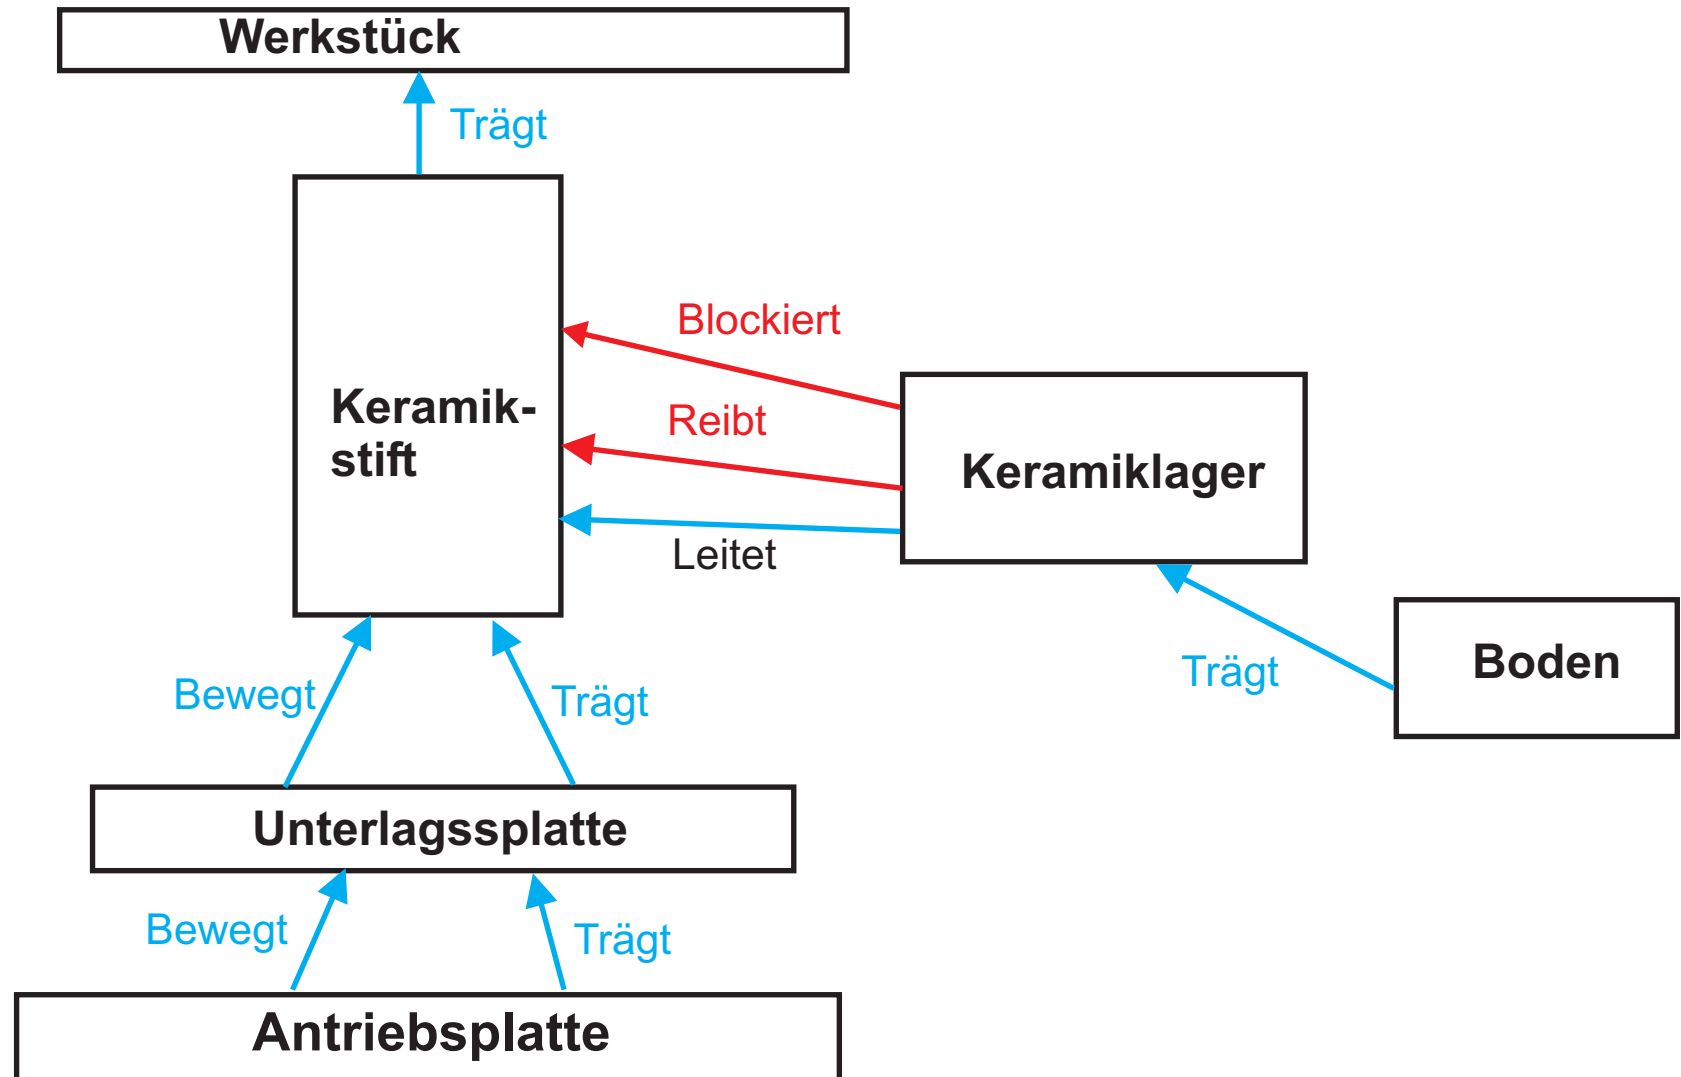 Werkstück
Trägt
Blockiert
Keramik-
stift
Reibt
Keramiklager
Leitet
Boden
Trägt
Bewegt
Trägt
Unterlagssplatte
Bewegt
Trägt
Antriebsplatte